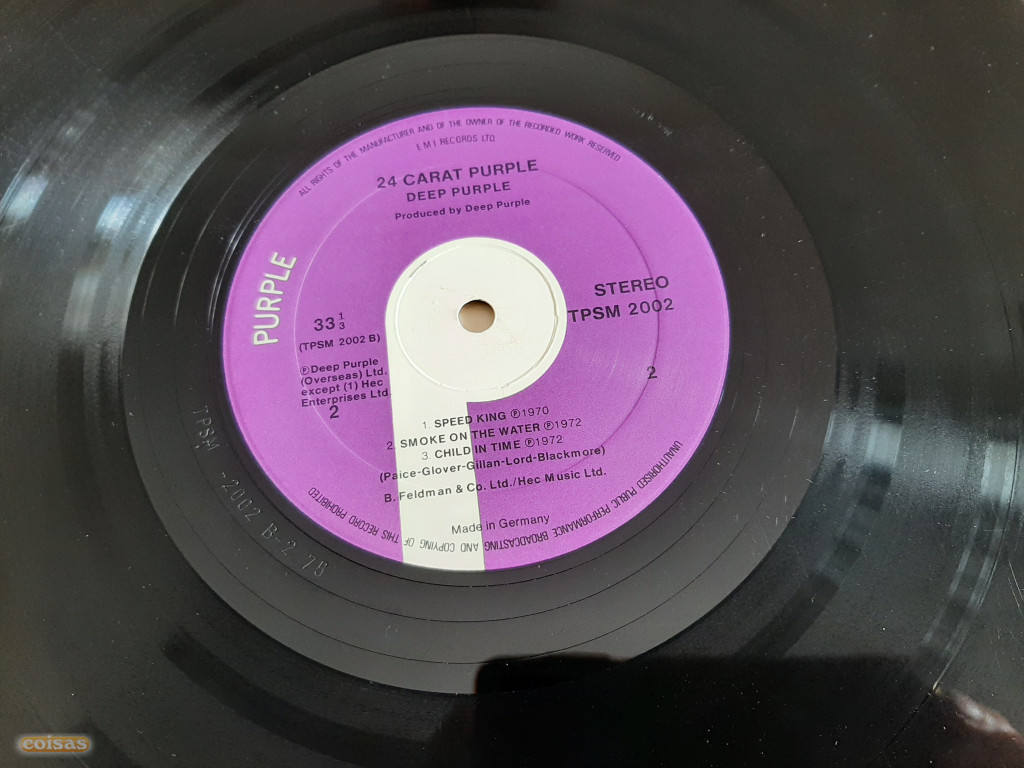 ALL RIGHTS OF THE MANUFACTURER AND OF THE OWNER OF THE RECORDED WORK RESERVED
E M I RECORDS LTD
24 CARAT PURPLE
DEEP PURPLE
Produced by Deep Purple
PURPLE
STEREO
TPSM 2002
33 1/3
(TPSM 2002 B)
℗Deep Purple
(Overseas) Ltd.
except (1) Hec
Enterprises Ltd.
2
2
1. SPEED KING ℗1970
2. SMOKE ON THE WATER ℗1972
3. CHILD IN TIME ℗1972
(Paice-Glover-Gillan-Lord-Blackmore)
B. Feldman & Co. Ltd./Hec Music Ltd.
Made in Germany
UNAUTHORISED PUBLIC PERFORMANCE BROADCASTING AND COPYING OF THIS RECORD PROHIBITED
TPSM - 2002 B-2 75
coisas